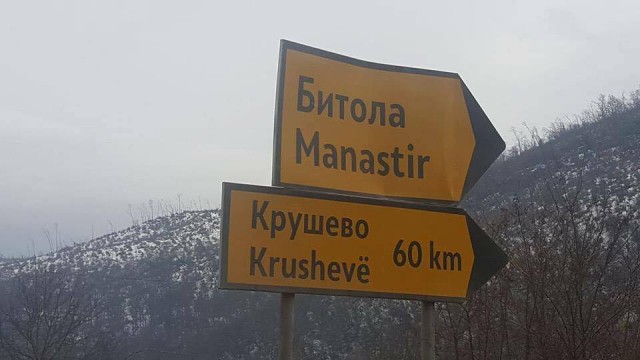 Битола
Manastir
Крушево
Krushevë
60 km